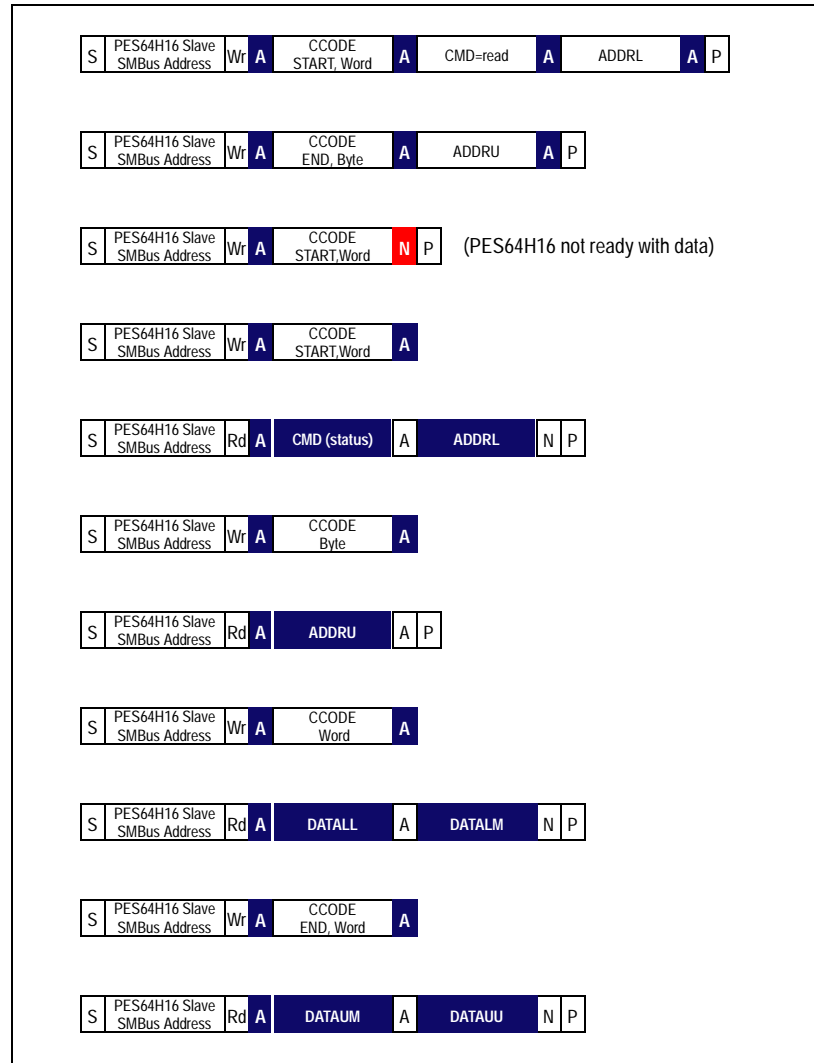 S PES64H16 Slave SMBus Address Wr A CCODE START, Word A CMD=read A ADDRL A P
S PES64H16 Slave SMBus Address Wr A CCODE END, Byte A ADDRU A P
S PES64H16 Slave SMBus Address Wr A CCODE START,Word N P (PES64H16 not ready with data)
S PES64H16 Slave SMBus Address Wr A CCODE START,Word A
S PES64H16 Slave SMBus Address Rd A CMD (status) A ADDRL N P
S PES64H16 Slave SMBus Address Wr A CCODE Byte A
S PES64H16 Slave SMBus Address Rd A ADDRU A P
S PES64H16 Slave SMBus Address Wr A CCODE Word A
S PES64H16 Slave SMBus Address Rd A DATALL A DATALM N P
S PES64H16 Slave SMBus Address Wr A CCODE END, Word A
S PES64H16 Slave SMBus Address Rd A DATAUM A DATAUU N P